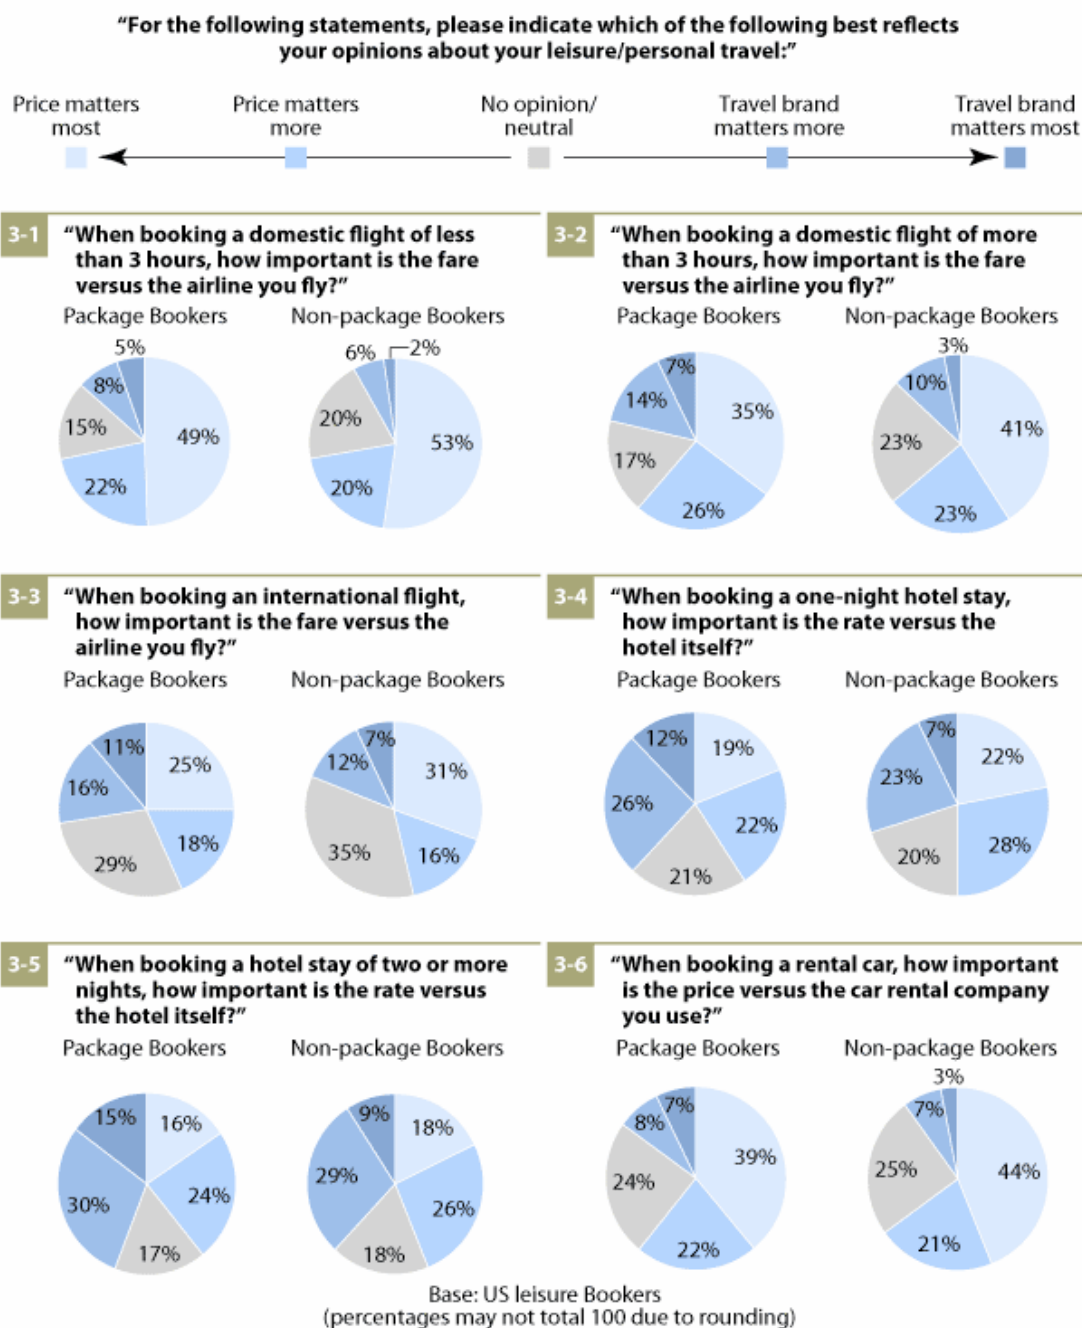 “For the following statements, please indicate which of the following best reflects
your opinions about your leisure/personal travel:”
Price matters
most
Price matters
more
No opinion/
neutral
Travel brand
matters more
Travel brand
matters most
3-1
“When booking a domestic flight of less
than 3 hours, how important is the fare
versus the airline you fly?”
Package Bookers
5%
8%
15%
22%
49%
Non-package Bookers
6%
2%
20%
20%
53%
3-2
“When booking a domestic flight of more
than 3 hours, how important is the fare
versus the airline you fly?”
Package Bookers
7%
14%
17%
26%
35%
Non-package Bookers
3%
10%
23%
23%
41%
3-3
“When booking an international flight,
how important is the fare versus the
airline you fly?”
Package Bookers
11%
16%
29%
18%
25%
Non-package Bookers
7%
12%
35%
16%
31%
3-4
“When booking a one-night hotel stay,
how important is the rate versus the
hotel itself?”
Package Bookers
12%
26%
21%
22%
19%
Non-package Bookers
7%
23%
20%
28%
22%
3-5
“When booking a hotel stay of two or more
nights, how important is the rate versus
the hotel itself?”
Package Bookers
15%
30%
17%
24%
16%
Non-package Bookers
9%
29%
18%
26%
18%
3-6
“When booking a rental car, how important
is the price versus the car rental company
you use?”
Package Bookers
7%
8%
24%
22%
39%
Non-package Bookers
3%
7%
25%
21%
44%
Base: US leisure Bookers
(percentages may not total 100 due to rounding)